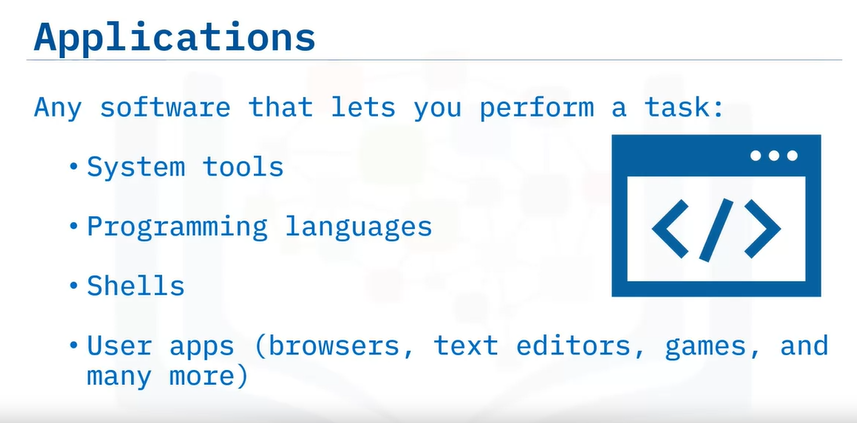 Applications
Any software that lets you perform a task:
• System tools
• Programming languages
• Shells
• User apps (browsers, text editors, games, and
many more)